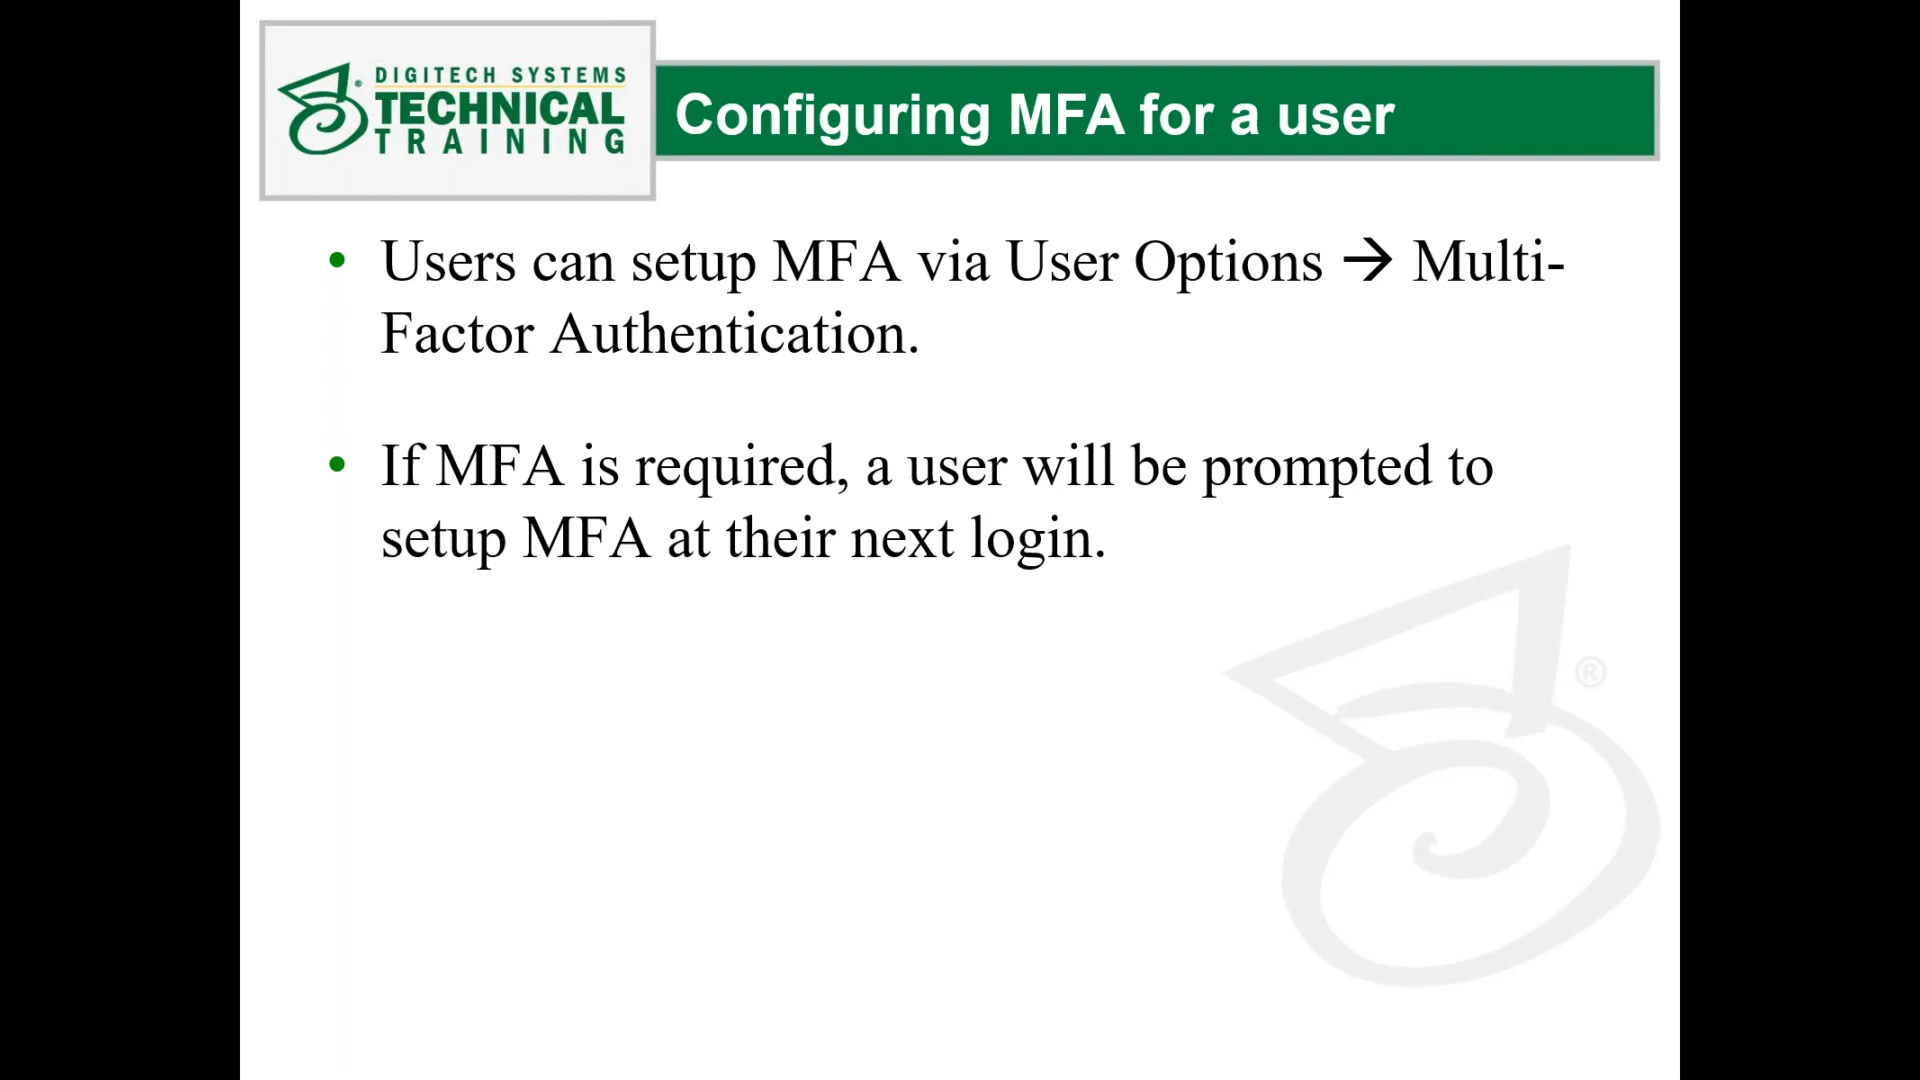 DIGITECH SYSTEMS
TECHNICAL
TRAINING
Configuring MFA for a user
• Users can setup MFA via User Options → Multi-
Factor Authentication.
• If MFA is required, a user will be prompted to
setup MFA at their next login.
®